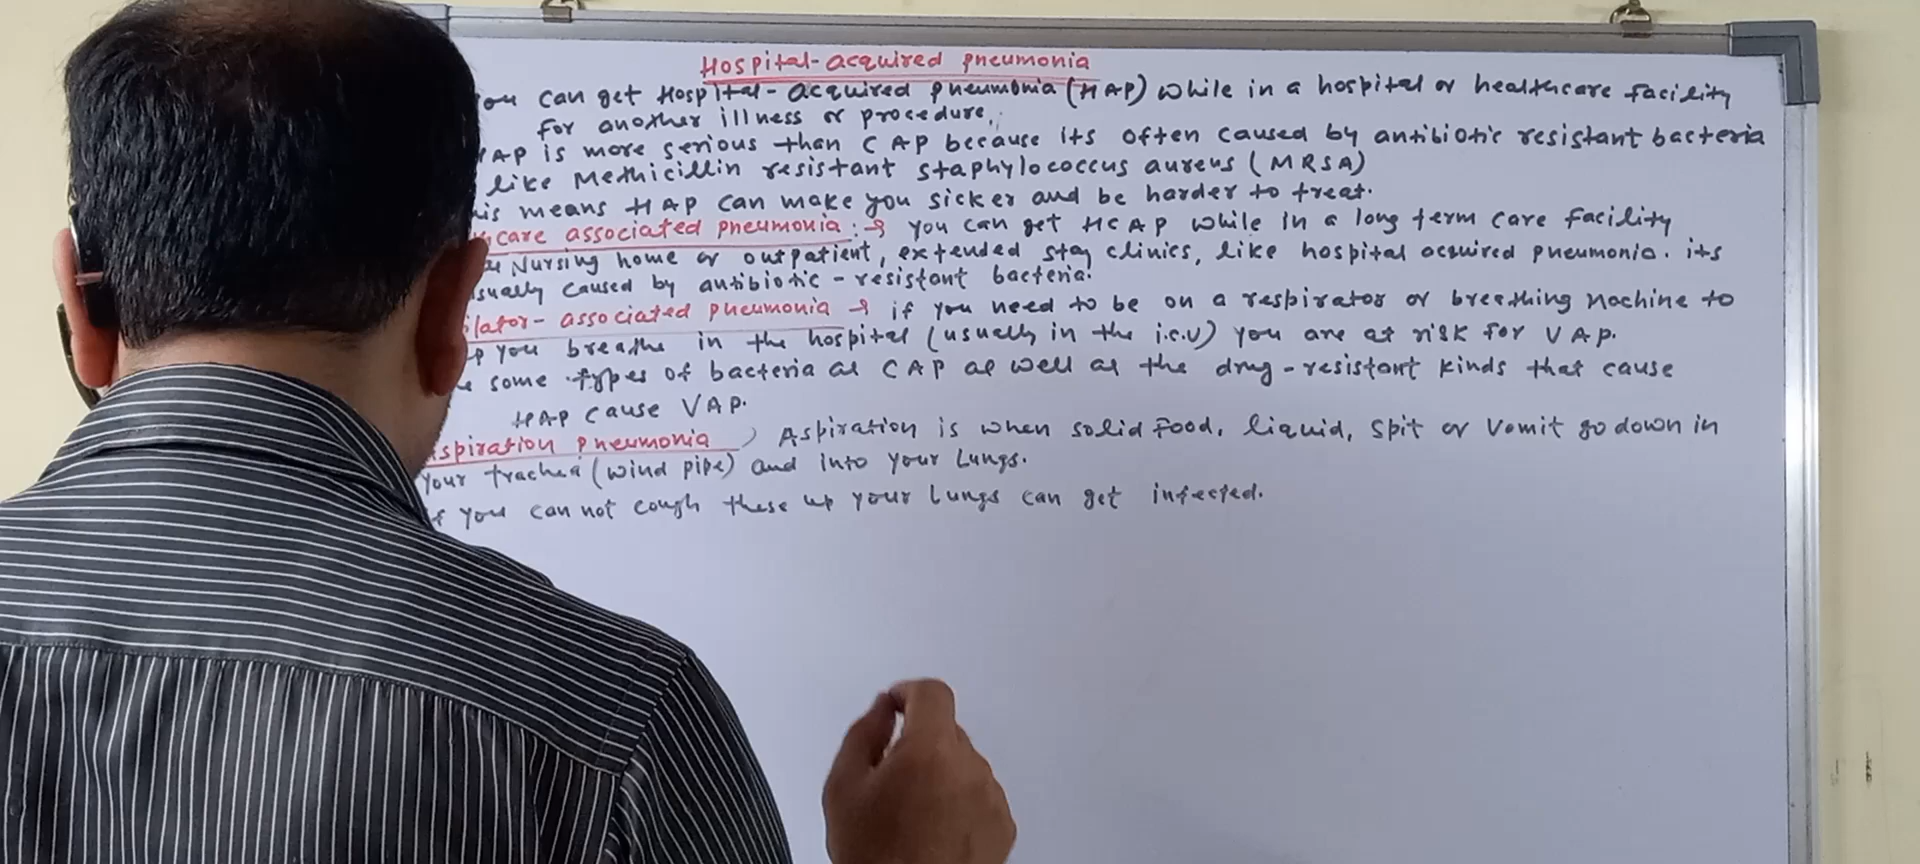 Hospital-acquired pneumonia
ou can get Hospital-acquired pneumonia (HAP) while in a hospital or healthcare facility
for another illness or procedure.
AP is more serious than CAP because its often caused by antibiotic resistant bacteria
like Methicillin resistant staphylococcus aureus (MRSA)
is means HAP can make you sicker and be harder to treat.
care associated pneumonia :→ you can get HCAP while in a long term care facility
Nursing home or outpatient, extended stay clinics, like hospital acquired pneumonia. its
sually caused by antibiotic-resistant bacteria.
lator-associated pneumonia → if you need to be on a respirator or breathing machine to
p you breathe in the hospital (usually in the i.c.u) you are at risk for VAP.
some types of bacteria as CAP as well as the drug-resistant kinds that cause
HAP cause VAP.
spiration pneumonia ) Aspiration is when solid food, liquid, spit or vomit go down in
your trachea (wind pipe) and into your Lungs.
f you can not cough these up your Lungs can get infected.